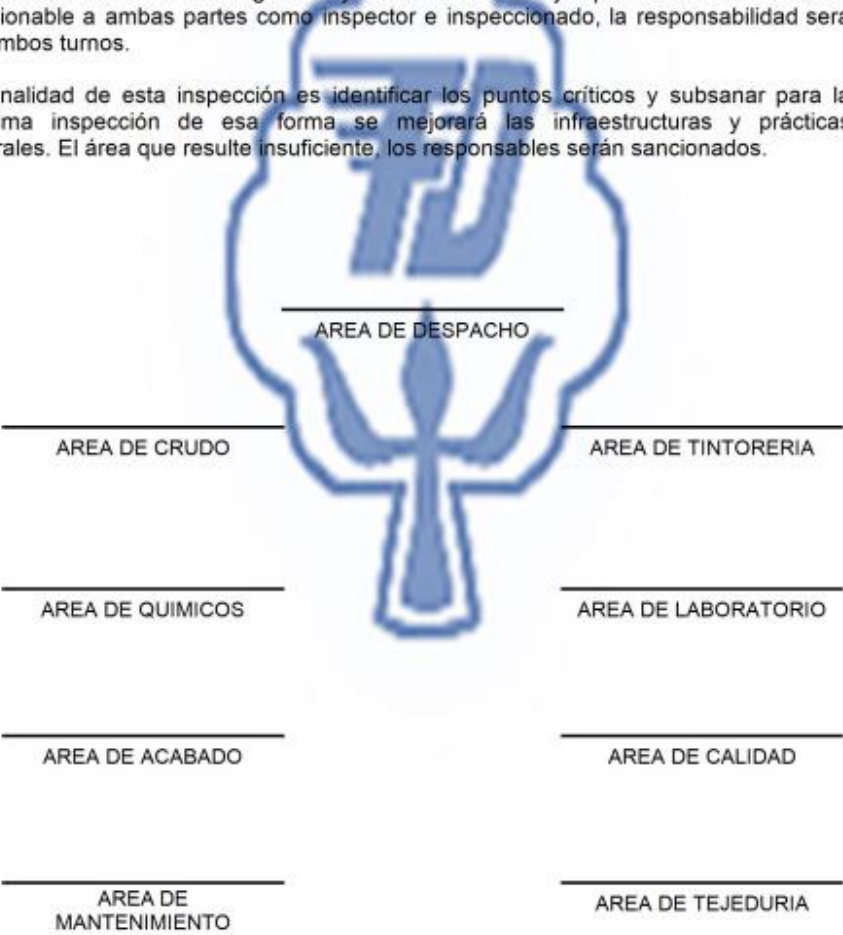 ionable a ambas partes como inspector e inspeccionado, la responsabilidad será
mbos turnos.
nalidad de esta inspección es identificar los puntos críticos y subsanar para la
ma inspección de esa forma se mejorará las infraestructuras y prácticas
rales. El área que resulte insuficiente, los responsables serán sancionados.
AREA DE DESPACHO
AREA DE CRUDO
AREA DE TINTORERIA
AREA DE QUIMICOS
AREA DE LABORATORIO
AREA DE ACABADO
AREA DE CALIDAD
AREA DE
MANTENIMIENTO
AREA DE TEJEDURIA